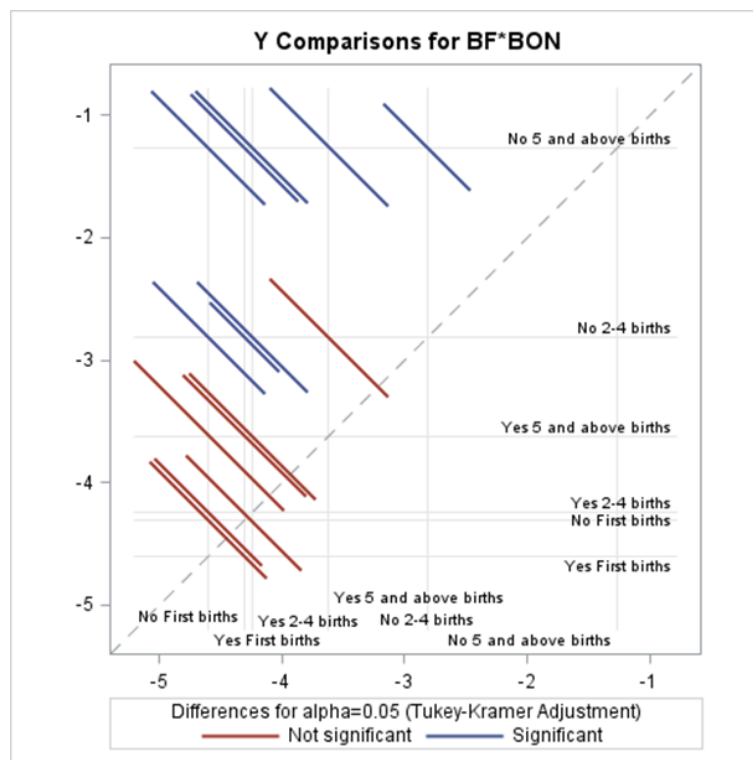 Y Comparisons for BF*BON
-1
No 5 and above births
-2
No 2-4 births
-3
Yes 5 and above births
-4
Yes 2-4 births
No First births
Yes First births
-5
Yes 5 and above births
No First births
Yes 2-4 births
No 2-4 births
Yes First births
No 5 and above births
-5 -4 -3 -2 -1
Differences for alpha=0.05 (Tukey-Kramer Adjustment)
Not significant Significant